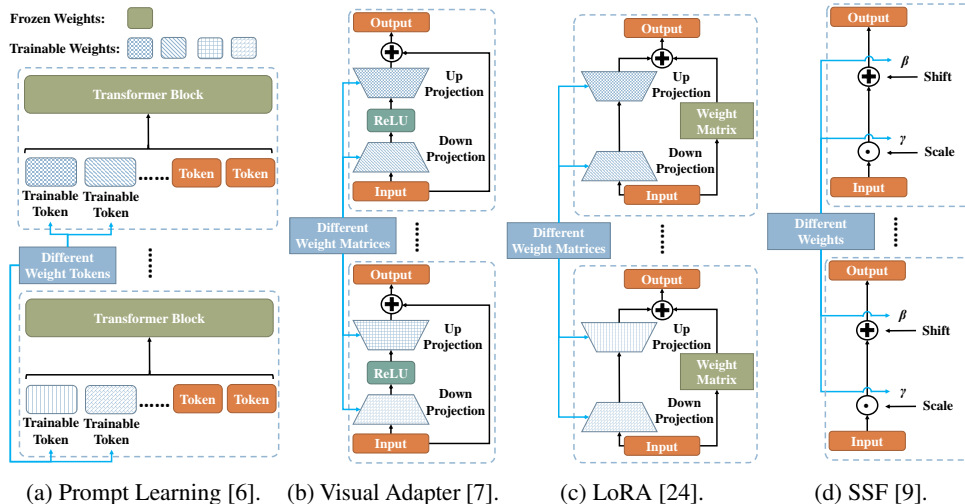 Frozen Weights:
Trainable Weights:
Transformer Block
Trainable
Token
Trainable
Token
......
Token
Token
Different
Weight Tokens
......
Transformer Block
Trainable
Token
Trainable
Token
......
Token
Token
(a) Prompt Learning [6].
Output
Up
Projection
ReLU
Down
Projection
Input
Different
Weight Matrices
......
Output
Up
Projection
ReLU
Down
Projection
Input
(b) Visual Adapter [7].
Output
Up
Projection
Weight
Matrix
Down
Projection
Input
Different
Weight Matrices
......
Output
Up
Projection
Weight
Matrix
Down
Projection
Input
(c) LoRA [24].
Output
β
Shift
γ
Scale
Input
Different
Weights
......
Output
β
Shift
γ
Scale
Input
(d) SSF [9].